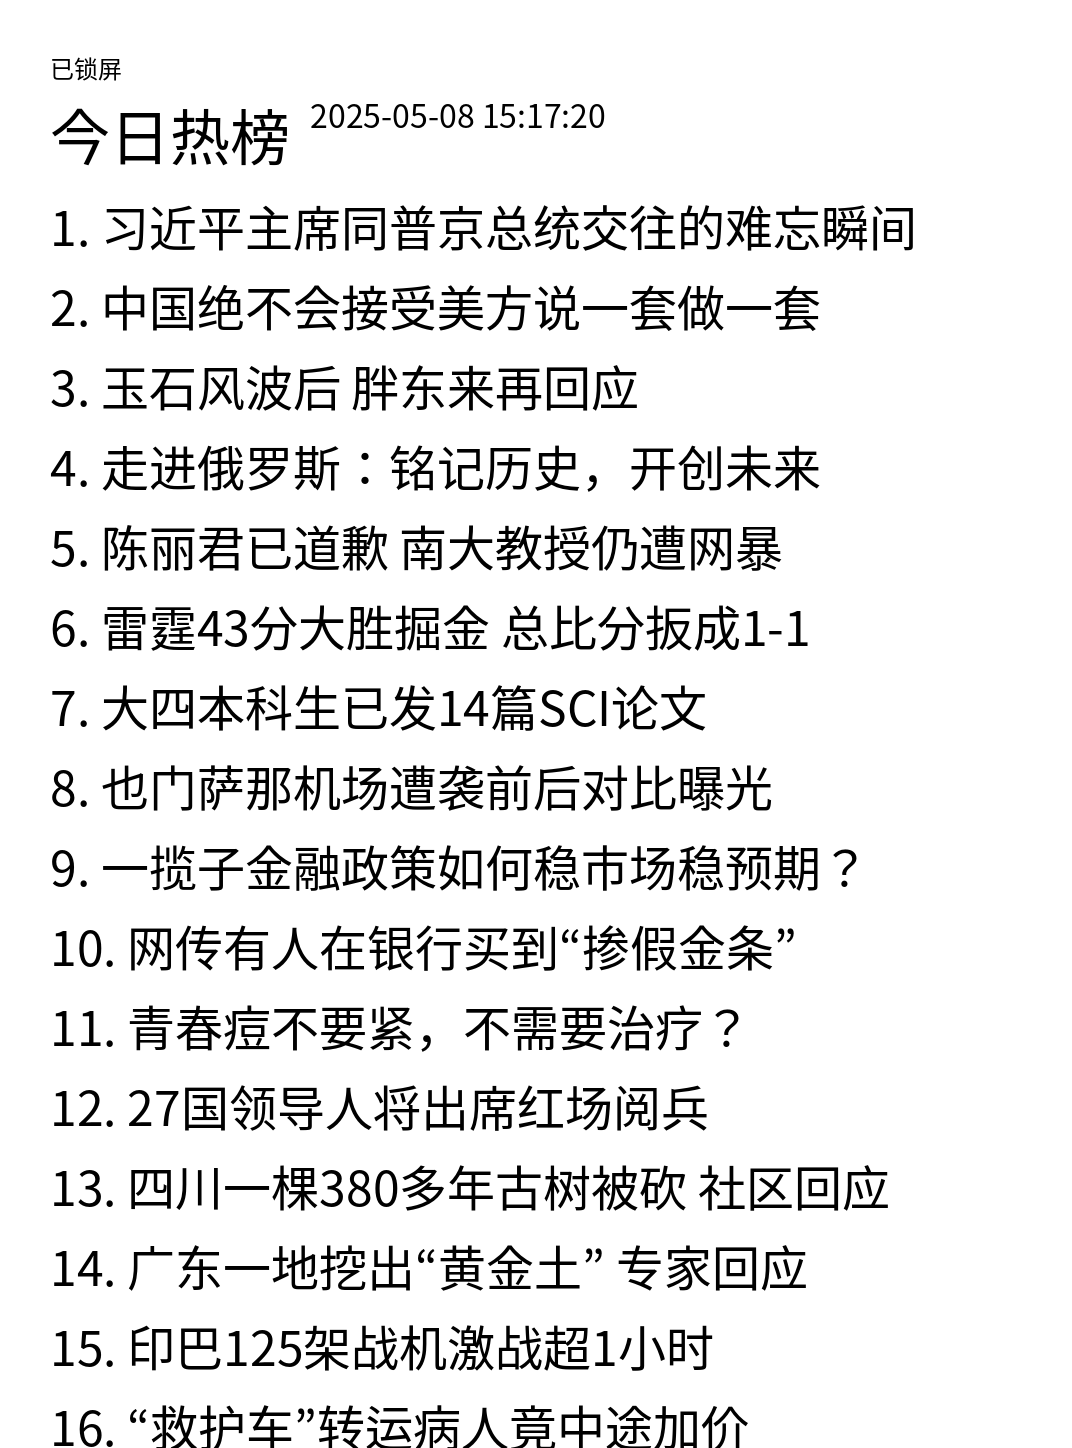 已锁屏
今日热榜 2025-05-08 15:17:20
1. 习近平主席同普京总统交往的难忘瞬间
2. 中国绝不会接受美方说一套做一套
3. 玉石风波后 胖东来再回应
4. 走进俄罗斯：铭记历史，开创未来
5. 陈丽君已道歉 南大教授仍遭网暴
6. 雷霆43分大胜掘金 总比分扳成1-1
7. 大四本科生已发14篇SCI论文
8. 也门萨那机场遭袭前后对比曝光
9. 一揽子金融政策如何稳市场稳预期？
10. 网传有人在银行买到“掺假金条”
11. 青春痘不要紧，不需要治疗？
12. 27国领导人将出席红场阅兵
13. 四川一棵380多年古树被砍 社区回应
14. 广东一地挖出“黄金土” 专家回应
15. 印巴125架战机激战超1小时
16. “救护车”转运病人竟中途加价